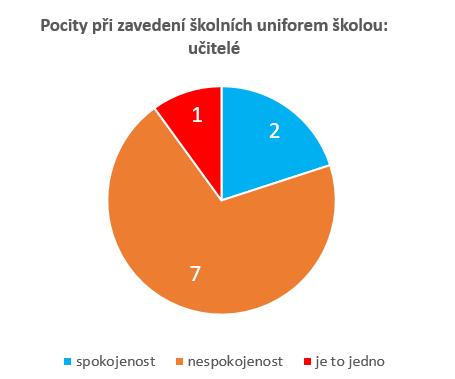 Pocity při zavedení školních uniforem školou:
učitelé
1
2
7
spokojenost nespokojenost je to jedno